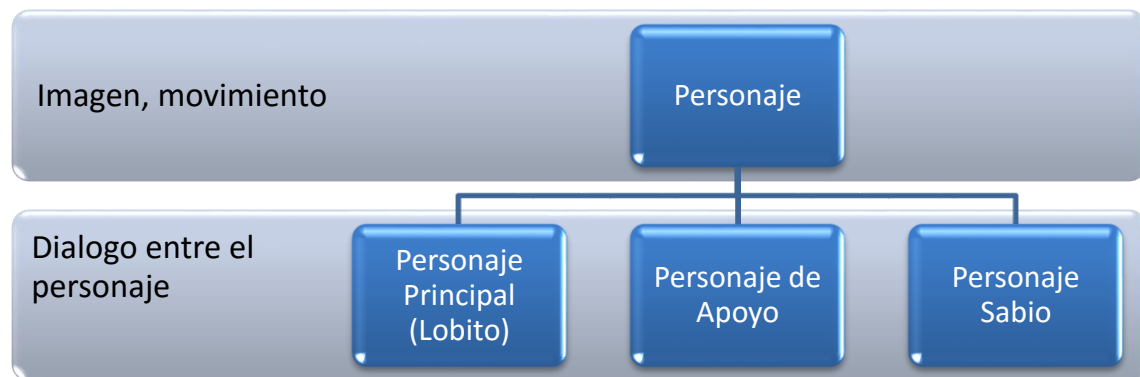 Imagen, movimiento
Personaje
Dialogo entre el
personaje
Personaje
Principal
(Lobito)
Personaje de
Apoyo
Personaje
Sabio